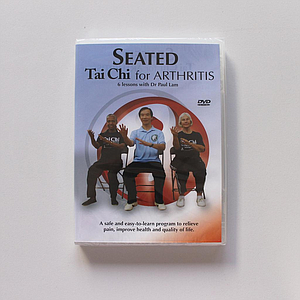 SEATED
Tai Chi for ARTHRITIS
6 lessons with Dr Paul Lam
DVD
A safe and easy-to-learn program to relieve
pain, improve health and quality of life.